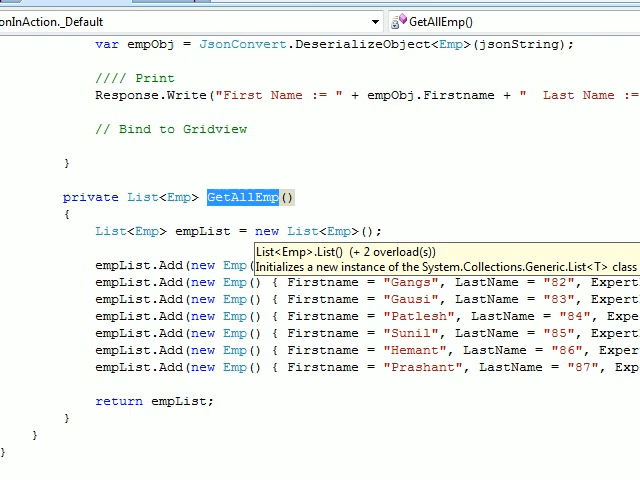 onInAction._Default GetAllEmp()
var empObj = JsonConvert.DeserializeObject<Emp>(jsonString);
//// Print
Response.Write("First Name := " + empObj.Firstname + "  Last Name :=
// Bind to Gridview
}
private List<Emp> GetAllEmp()
{
List<Emp> empList = new List<Emp>();
List<Emp>.List() (+ 2 overload(s))
Initializes a new instance of the System.Collections.Generic.List<T> class
empList.Add(new Emp(
empList.Add(new Emp() { Firstname = "Gangs", LastName = "82", Expert
empList.Add(new Emp() { Firstname = "Gausi", LastName = "83", Expert
empList.Add(new Emp() { Firstname = "Patlesh", LastName = "84", Expe
empList.Add(new Emp() { Firstname = "Sunil", LastName = "85", Expert
empList.Add(new Emp() { Firstname = "Hemant", LastName = "86", Exper
empList.Add(new Emp() { Firstname = "Prashant", LastName = "87", Exp
return empList;
}
}
}